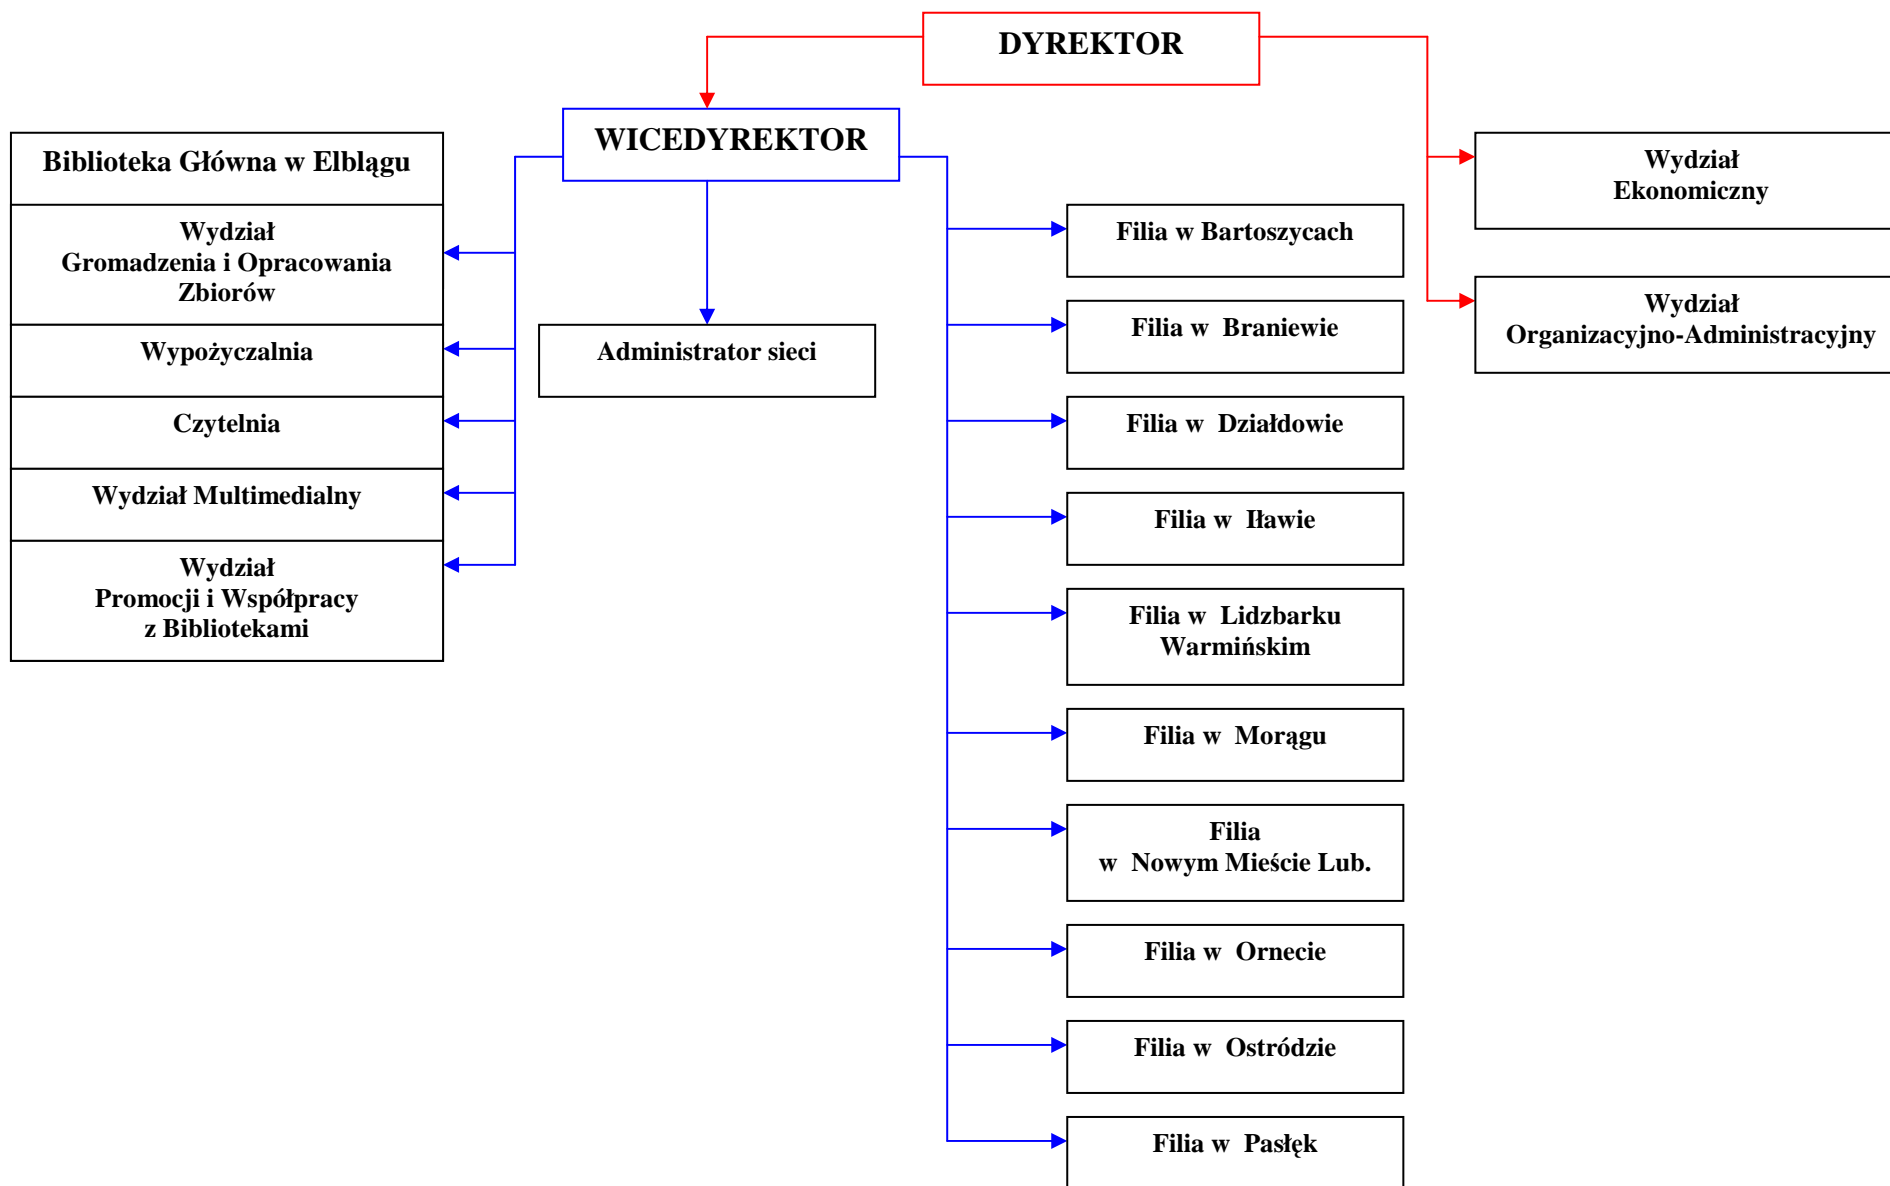 DYREKTOR
WICEDYREKTOR
Biblioteka Główna w Elblągu
Wydział
Gromadzenia i Opracowania
Zbiorów
Wypożyczalnia
Czytelnia
Wydział Multimedialny
Wydział
Promocji i Współpracy
z Bibliotekami
Administrator sieci
Filia w Bartoszycach
Filia w Braniewie
Filia w Działdowie
Filia w Iławie
Filia w Lidzbarku
Warmińskim
Filia w Morągu
Filia
w Nowym Mieście Lub.
Filia w Ornecie
Filia w Ostródzie
Filia w Pasłęk
Wydział
Ekonomiczny
Wydział
Organizacyjno-Administracyjny